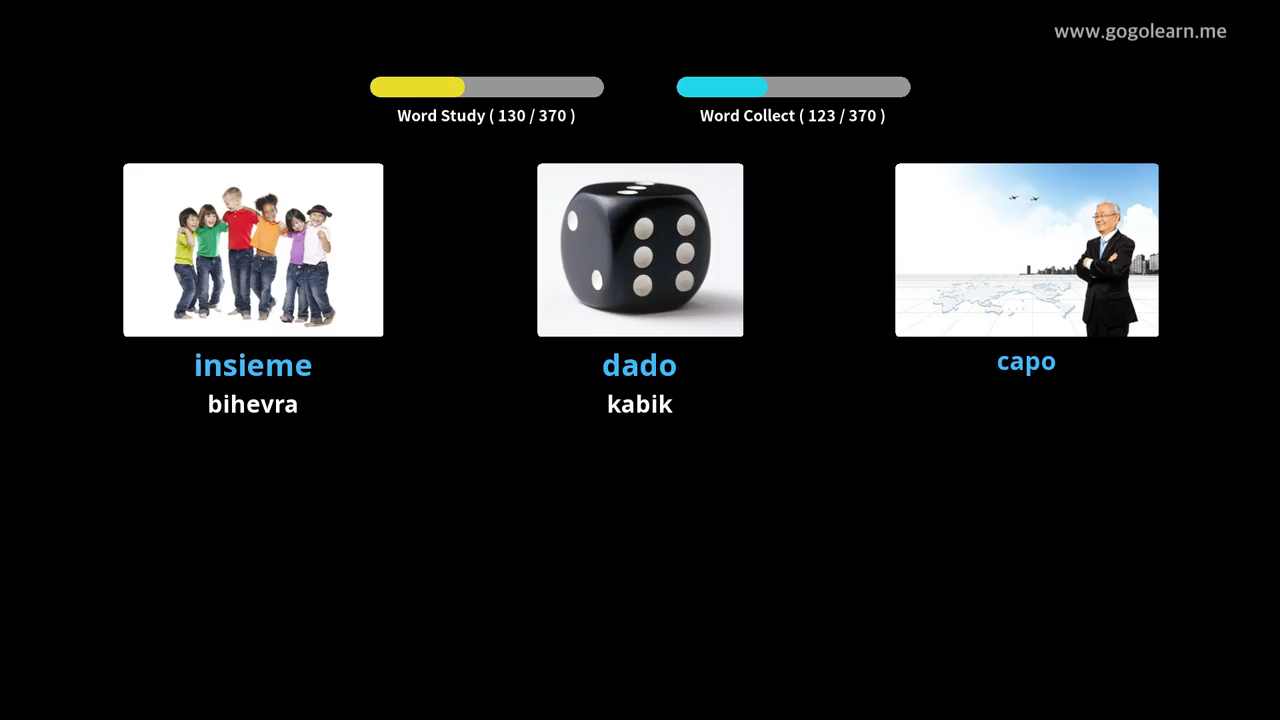 www.gogolearn.me
Word Study ( 130 / 370 )
Word Collect ( 123 / 370 )
insieme
bihevra
dado
kabik
capo